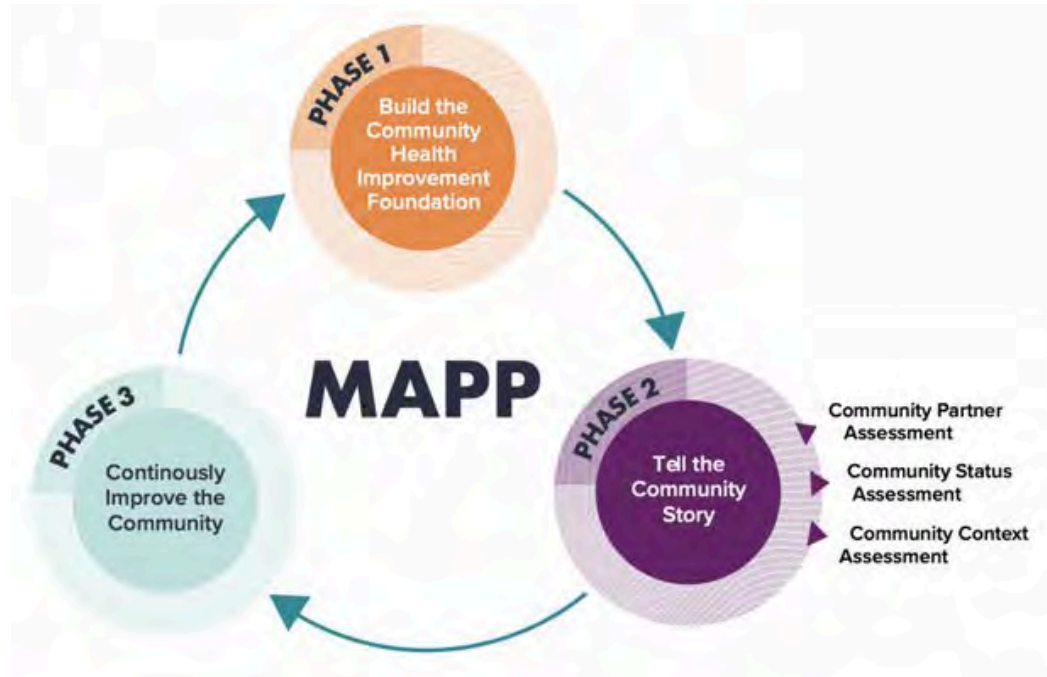 PHASE 1
Build the
Community
Health
Improvement
Foundation
MAPP
PHASE 2
Tell the
Community
Story
Community Partner
Assessment
Community Status
Assessment
Community Context
Assessment
PHASE 3
Continously
Improve the
Community